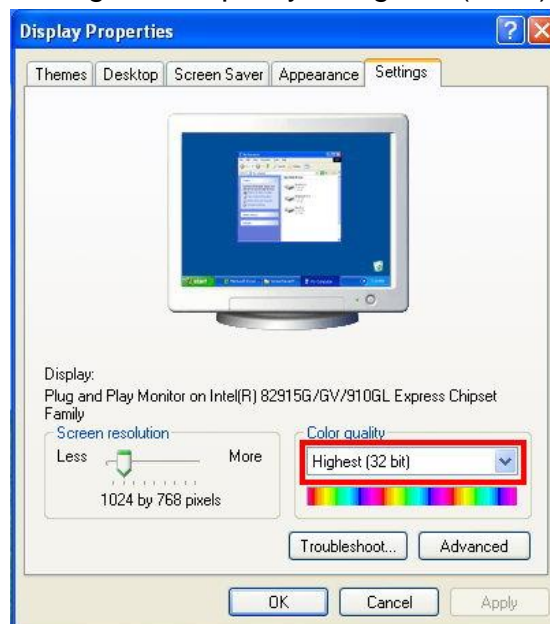 Display Properties
Themes Desktop Screen Saver Appearance Settings
Display:
Plug and Play Monitor on Intel(R) 82915G/GV/910GL Express Chipset
Family
Screen resolution
Less More
1024 by 768 pixels
Color quality
Highest (32 bit)
Troubleshoot... Advanced
OK Cancel Apply